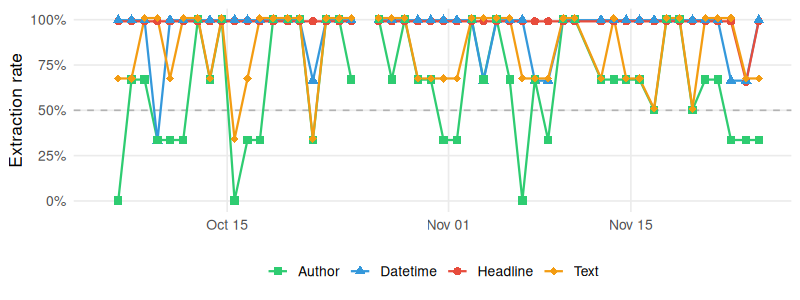 Extraction rate
100%
75%
50%
25%
0%
Oct 15 Nov 01 Nov 15
Author Datetime Headline Text